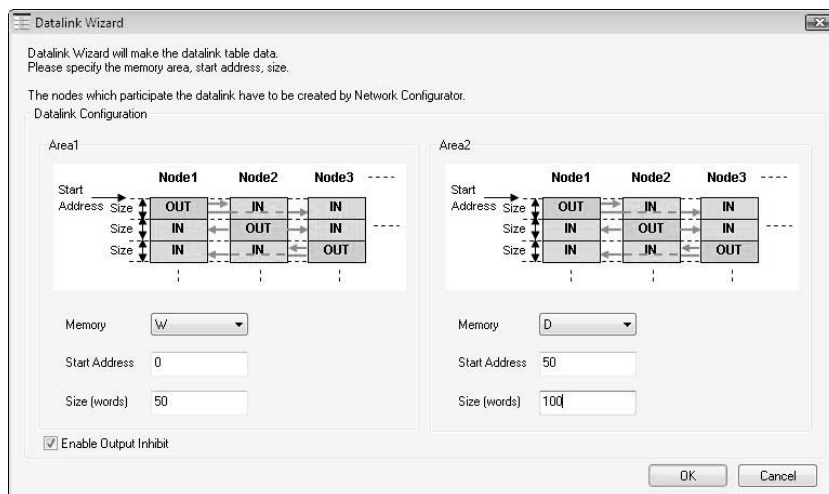 Datalink Wizard
Datalink Wizard will make the datalink table data.
Please specify the memory area, start address, size.
The nodes which participate the datalink have to be created by Network Configurator.
Datalink Configuration
Area1
Node1 Node2 Node3
Start
Address
Size OUT IN IN
Size IN OUT IN
Size IN IN OUT
Memory W
Start Address 0
Size (words) 50
Area2
Node1 Node2 Node3
Start
Address
Size OUT IN IN
Size IN OUT IN
Size IN IN OUT
Memory D
Start Address 50
Size (words) 100
Enable Output Inhibit
OK Cancel